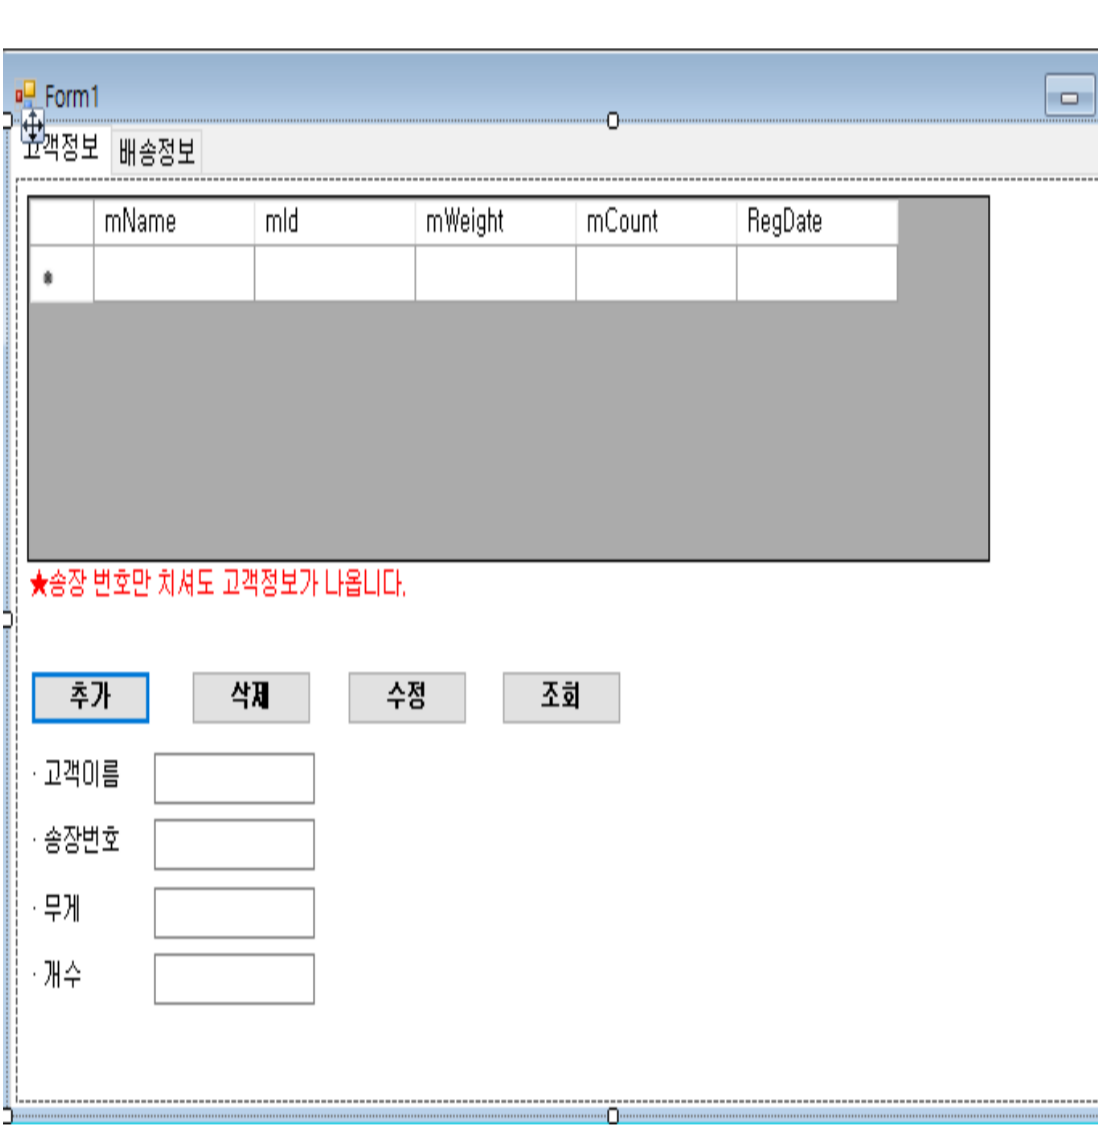 Form1
고객정보 배송정보
mName mId mWeight mCount RegDate
★송장 번호만 치셔도 고객정보가 나옵니다.
추가 삭제 수정 조회
· 고객이름
· 송장번호
· 무게
· 개수